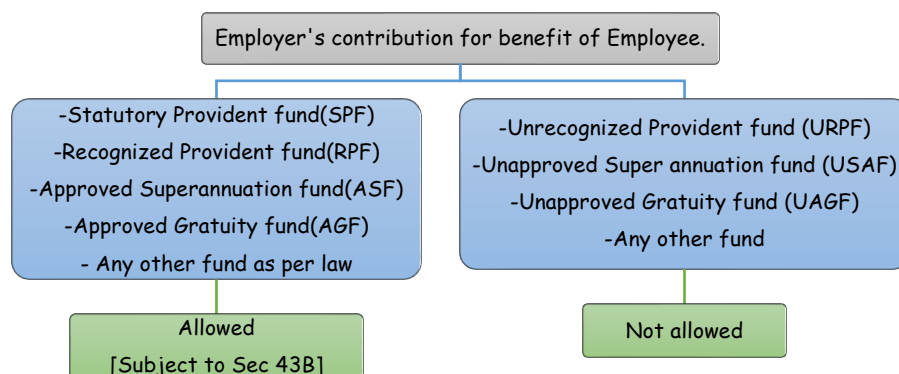 Employer's contribution for benefit of Employee.
-Statutory Provident fund(SPF)
-Recognized Provident fund(RPF)
-Approved Superannuation fund(ASF)
-Approved Gratuity fund(AGF)
- Any other fund as per law
-Unrecognized Provident fund (URPF)
-Unapproved Super annuation fund (USAF)
-Unapproved Gratuity fund (UAGF)
-Any other fund
Allowed
[Subject to Sec 43B]
Not allowed